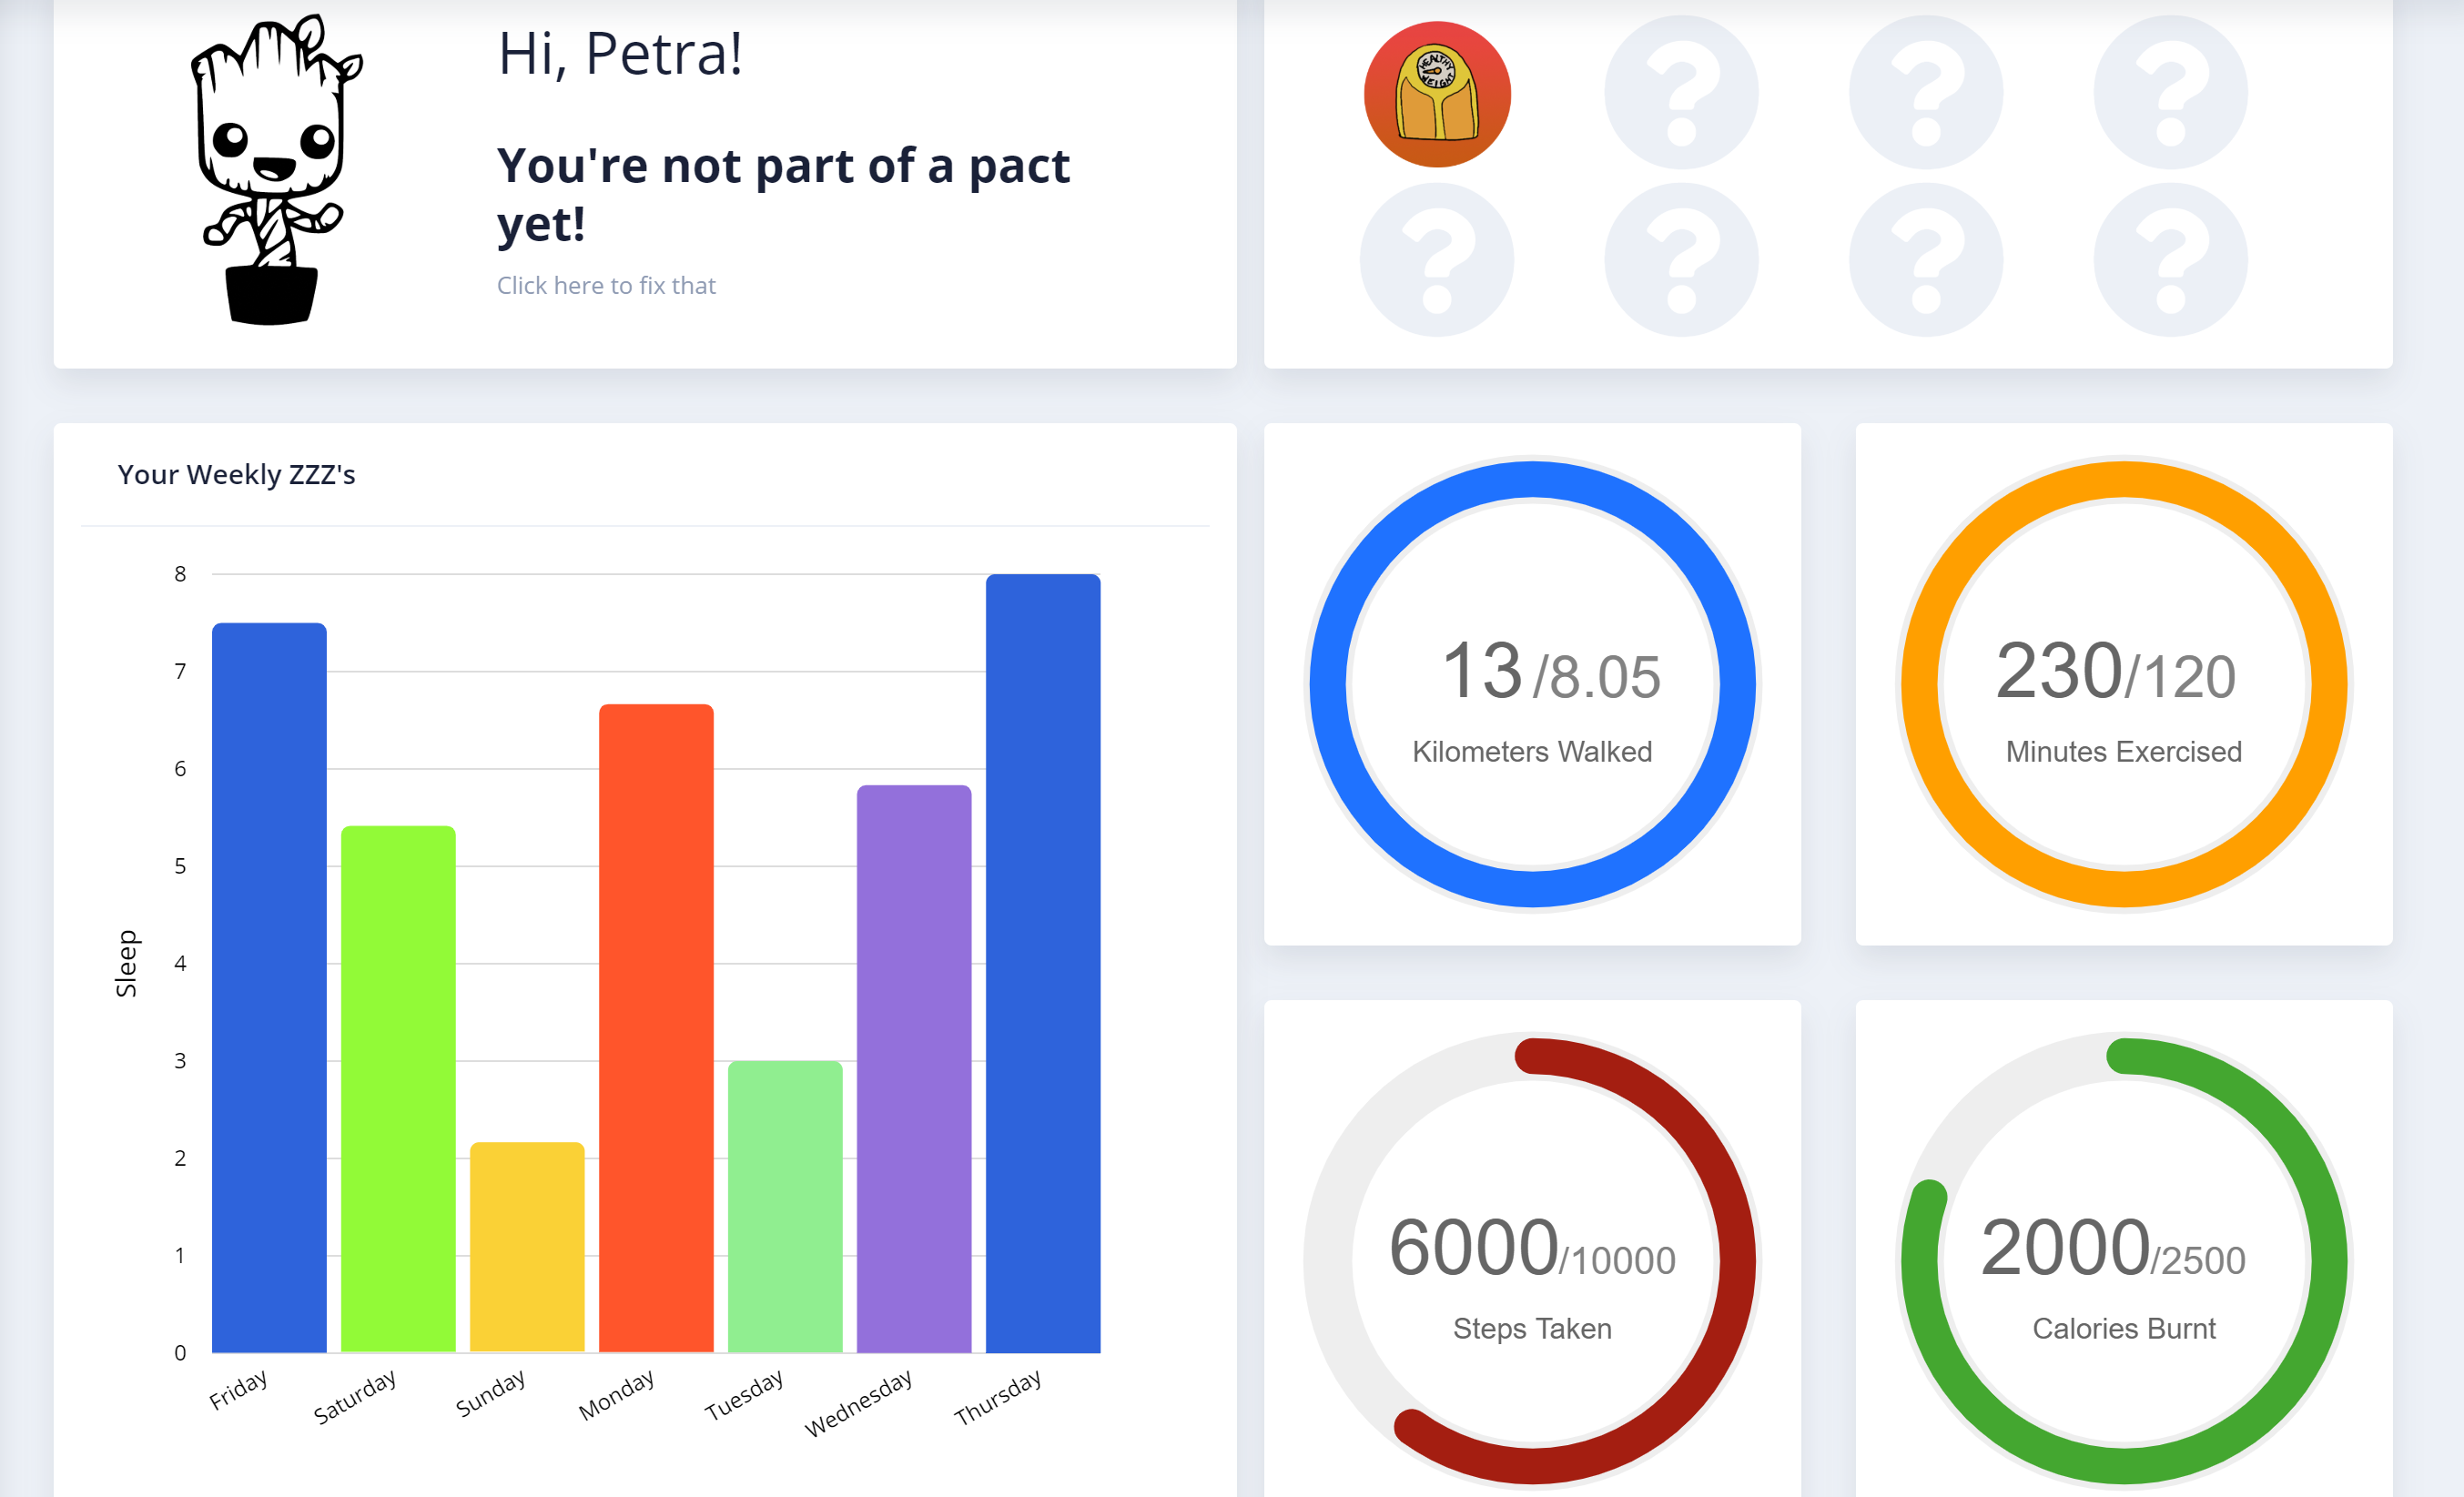 Hi, Petra!
You're not part of a pact
yet!
Click here to fix that
HEALTHY
WEIGHT
?
?
?
?
?
?
?
Your Weekly ZZZ's
8
7
6
5
4
3
2
1
0
Sleep
Friday
Saturday
Sunday
Monday
Tuesday
Wednesday
Thursday
13/8.05
Kilometers Walked
230/120
Minutes Exercised
6000/10000
Steps Taken
2000/2500
Calories Burnt